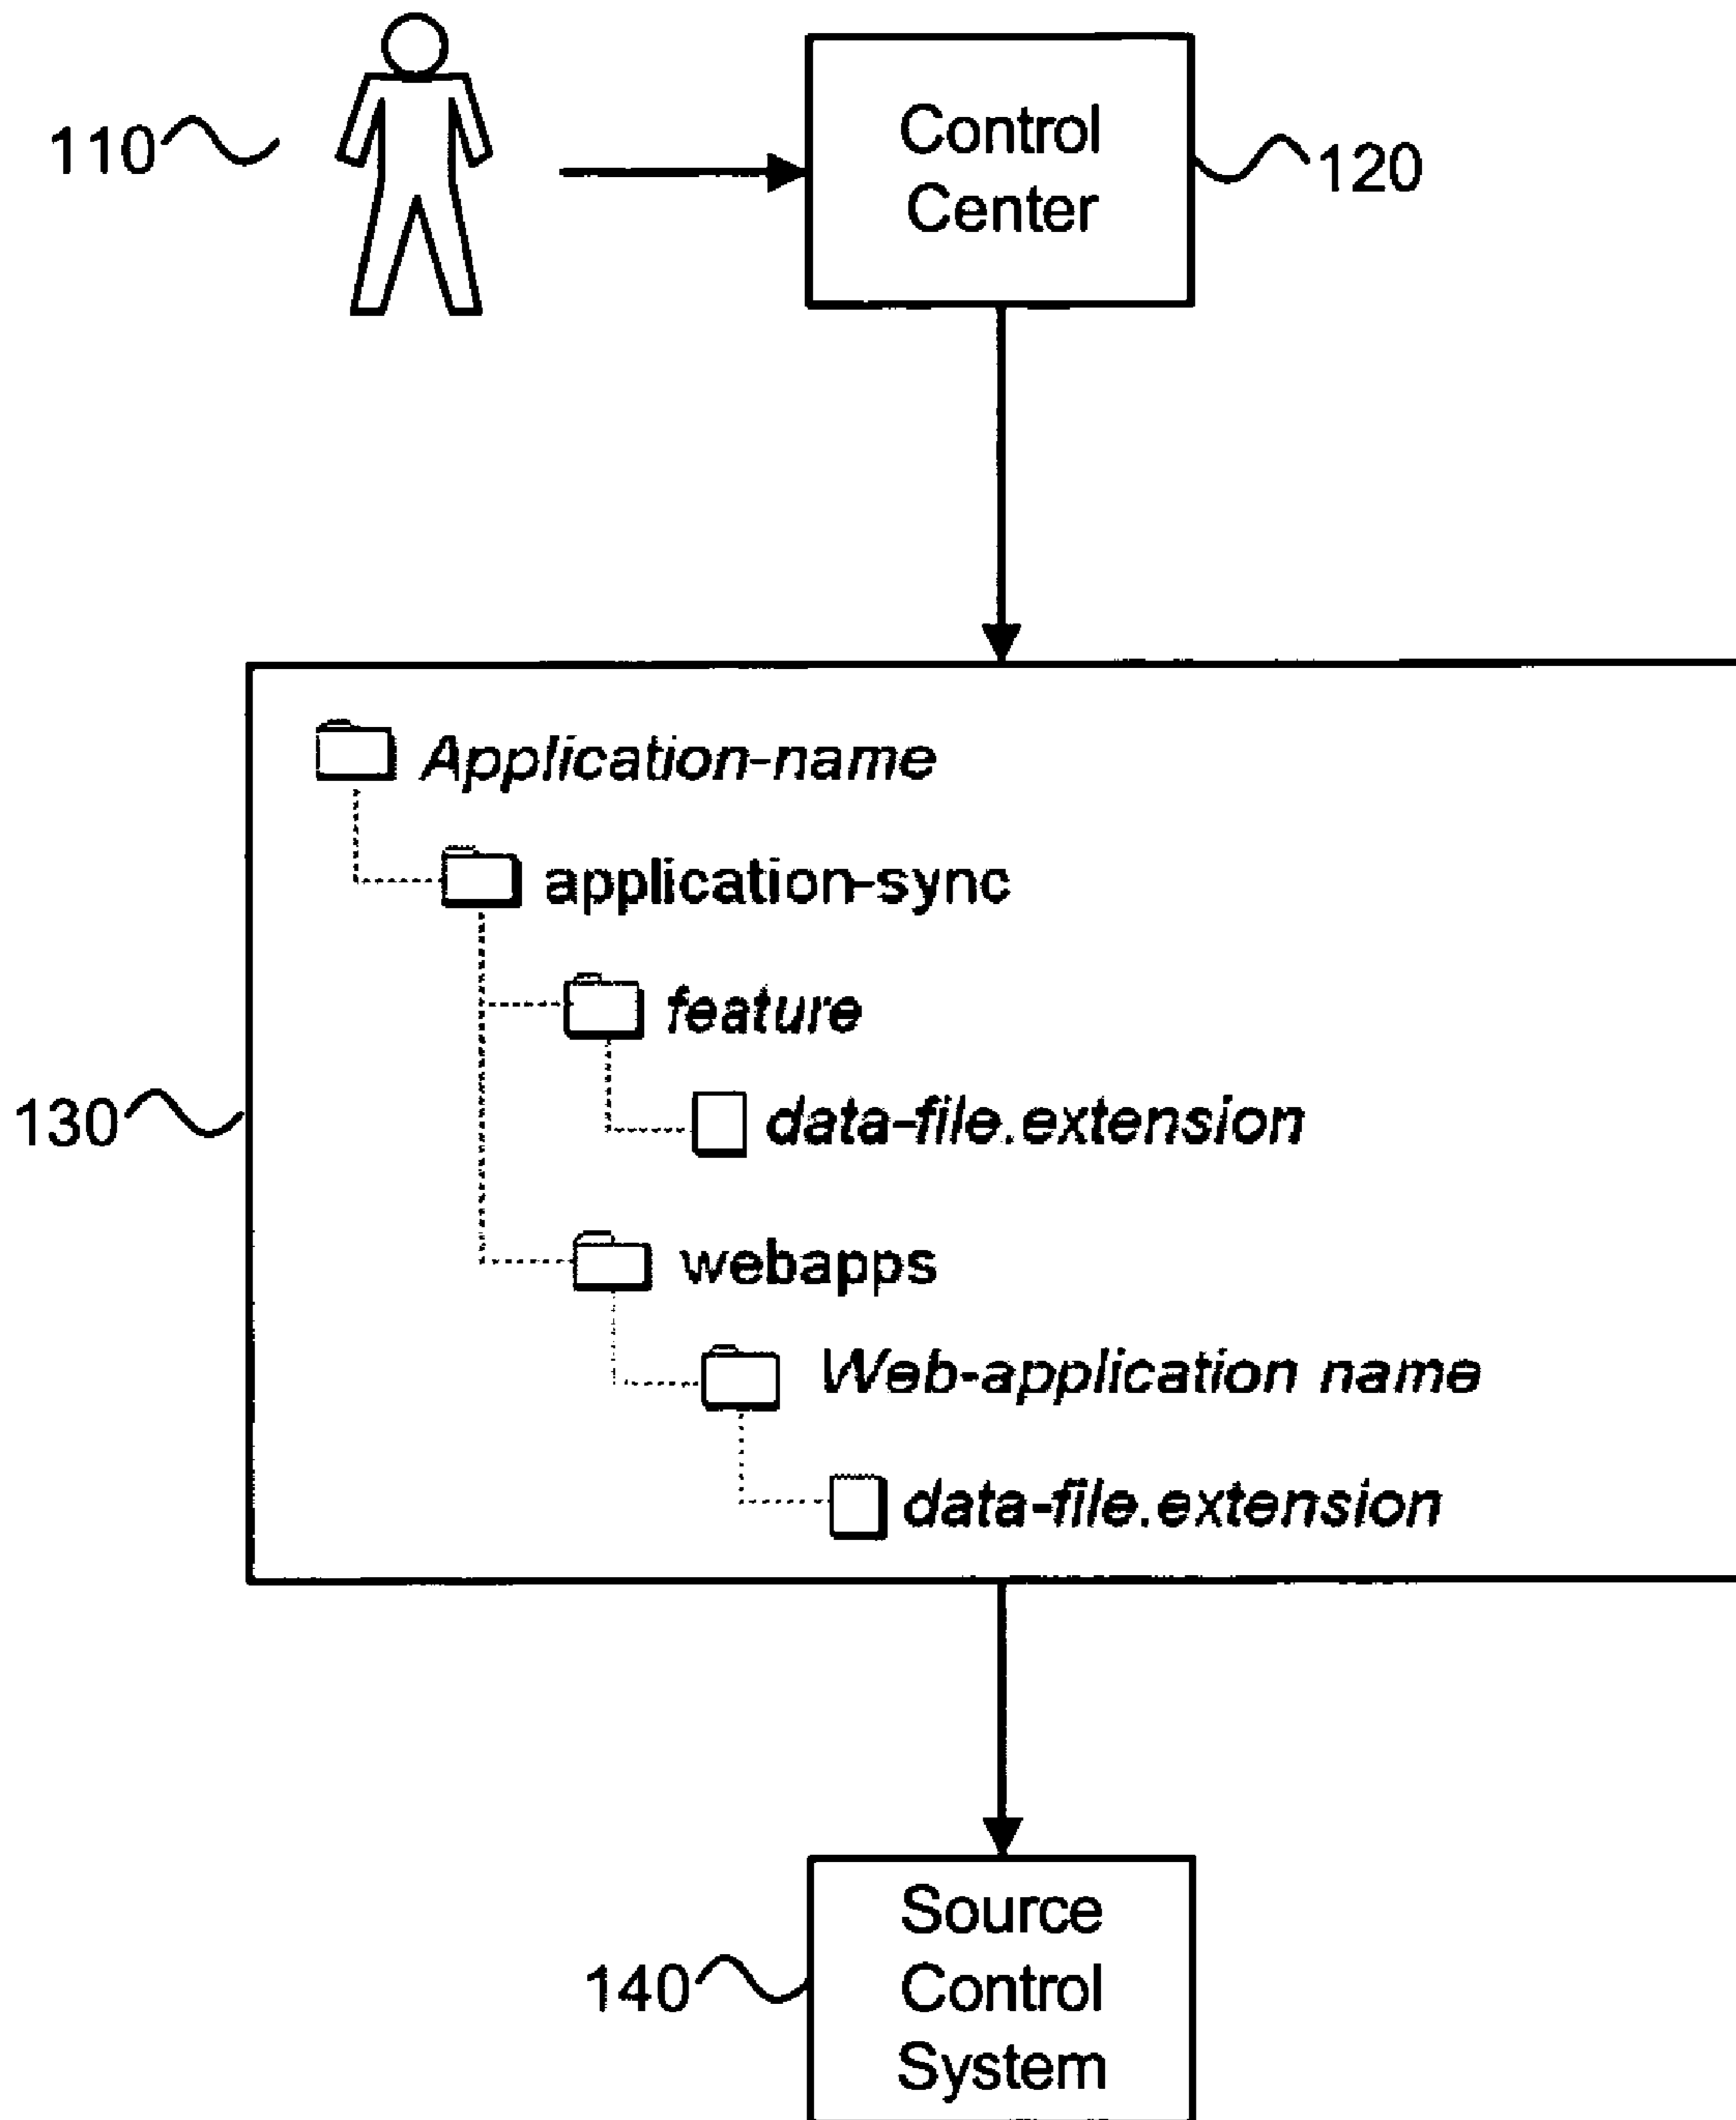 110
Control
Center
120
Application-name
application-sync
feature
130
data-file.extension
webapps
Web-application name
data-file.extension
140
Source
Control
System